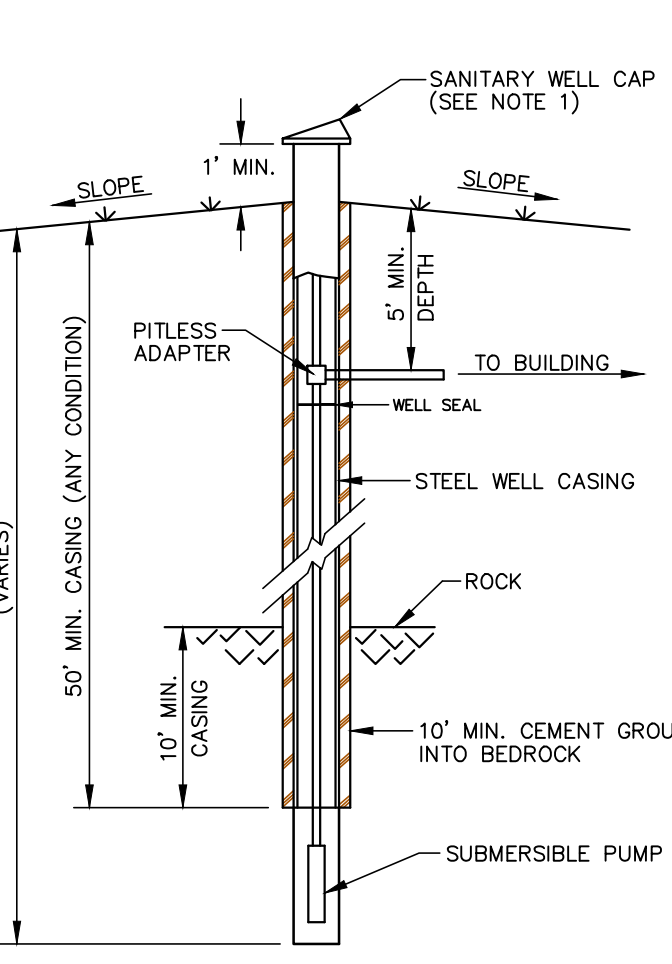 SANITARY WELL CAP
(SEE NOTE 1)
1' MIN.
SLOPE
SLOPE
5' MIN.
DEPTH
PITLESS
ADAPTER
TO BUILDING
WELL SEAL
STEEL WELL CASING
50' MIN. CASING (ANY CONDITION)
(VARIES)
ROCK
10' MIN.
CASING
10' MIN. CEMENT GROU
INTO BEDROCK
SUBMERSIBLE PUMP